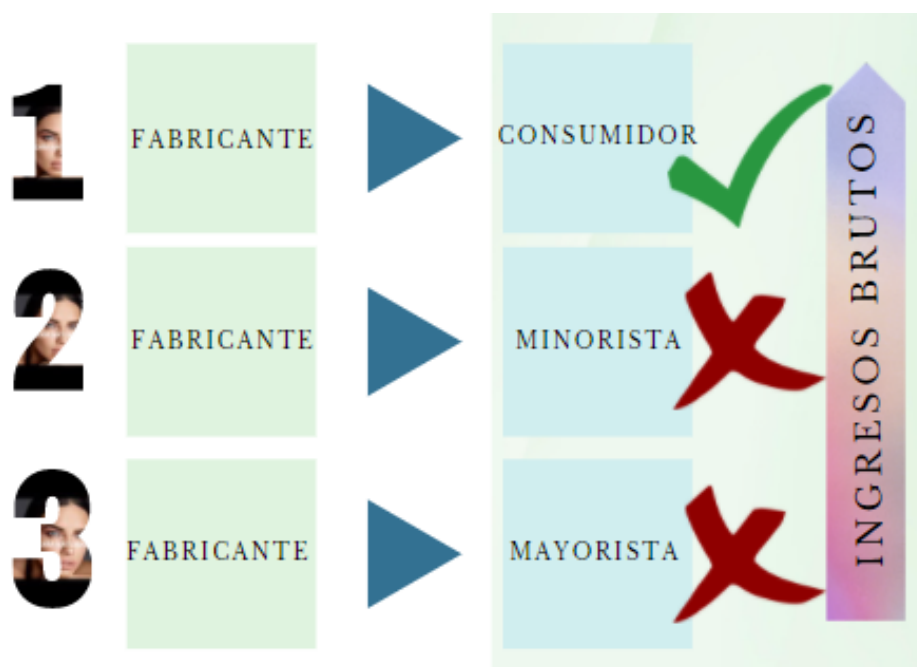 1
FABRICANTE
CONSUMIDOR
2
FABRICANTE
MINORISTA
3
FABRICANTE
MAYORISTA
INGRESOS BRUTOS